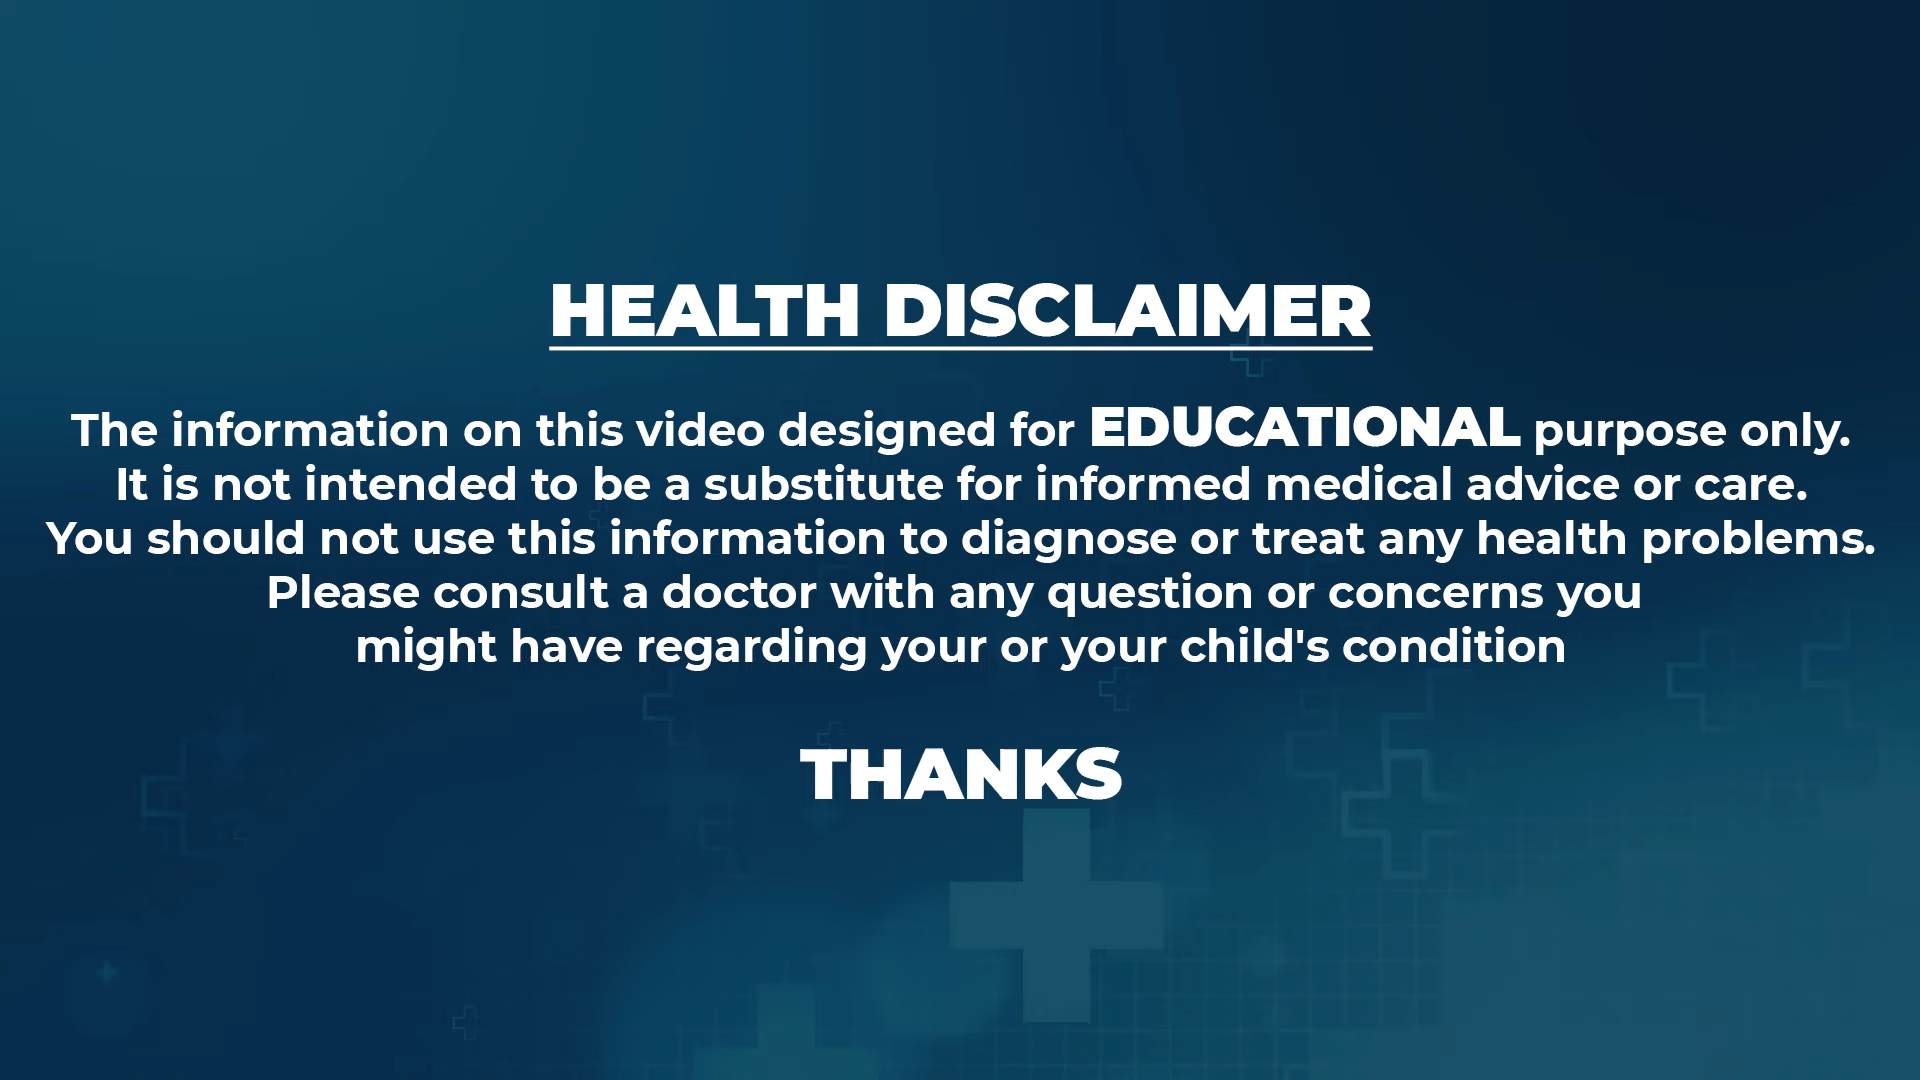 HEALTH DISCLAIMER
The information on this video designed for EDUCATIONAL purpose only.
It is not intended to be a substitute for informed medical advice or care.
You should not use this information to diagnose or treat any health problems.
Please consult a doctor with any question or concerns you
might have regarding your or your child's condition
THANKS